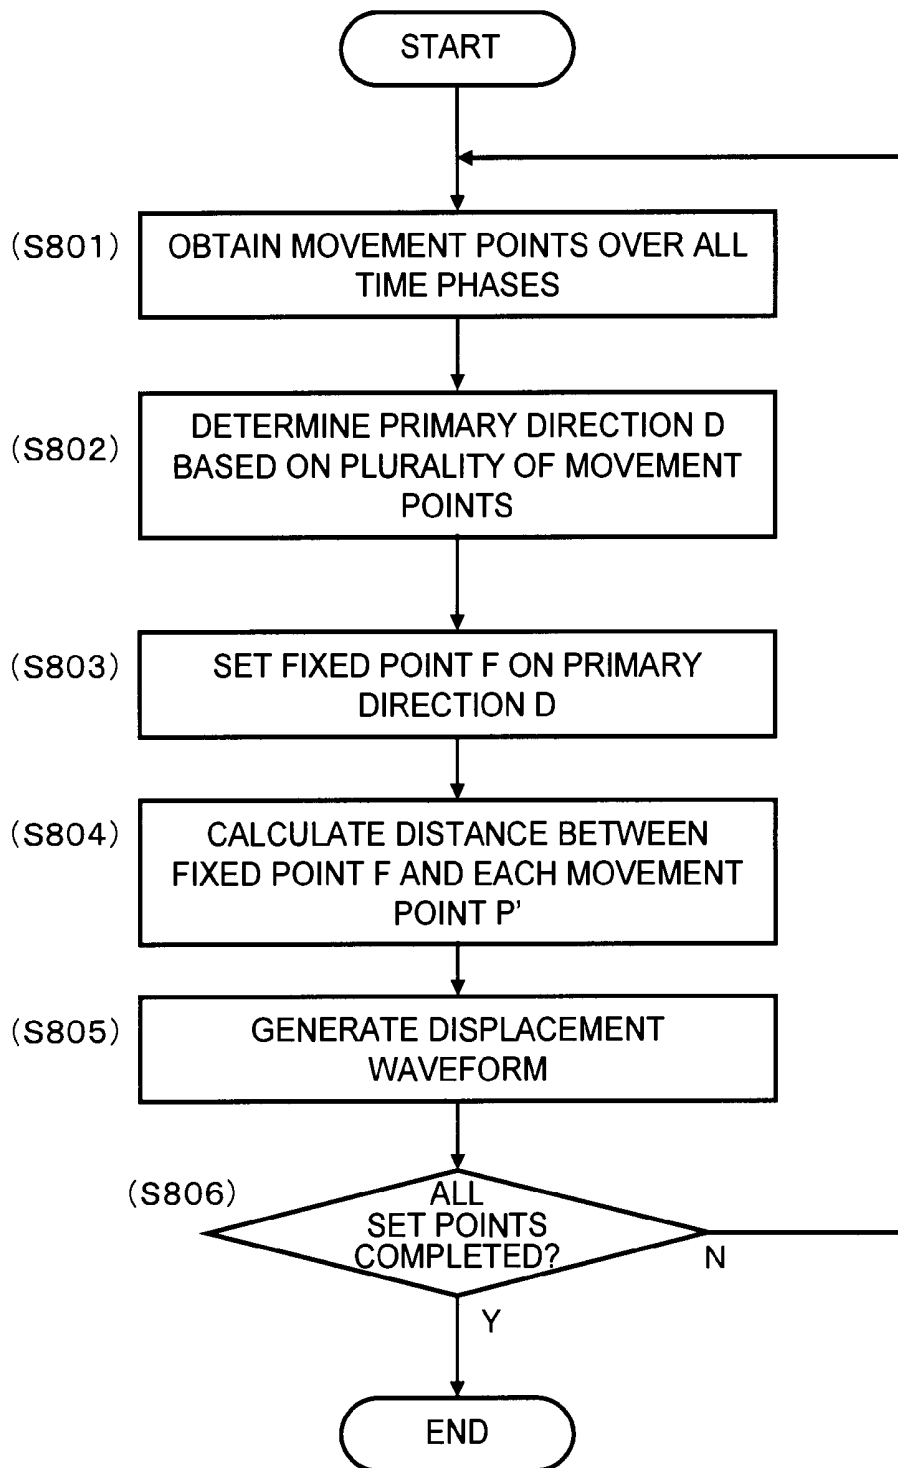 START
(S801)
OBTAIN MOVEMENT POINTS OVER ALL
TIME PHASES
(S802)
DETERMINE PRIMARY DIRECTION D
BASED ON PLURALITY OF MOVEMENT
POINTS
(S803)
SET FIXED POINT F ON PRIMARY
DIRECTION D
(S804)
CALCULATE DISTANCE BETWEEN
FIXED POINT F AND EACH MOVEMENT
POINT P'
(S805)
GENERATE DISPLACEMENT
WAVEFORM
(S806)
ALL
SET POINTS
COMPLETED?
N
Y
END